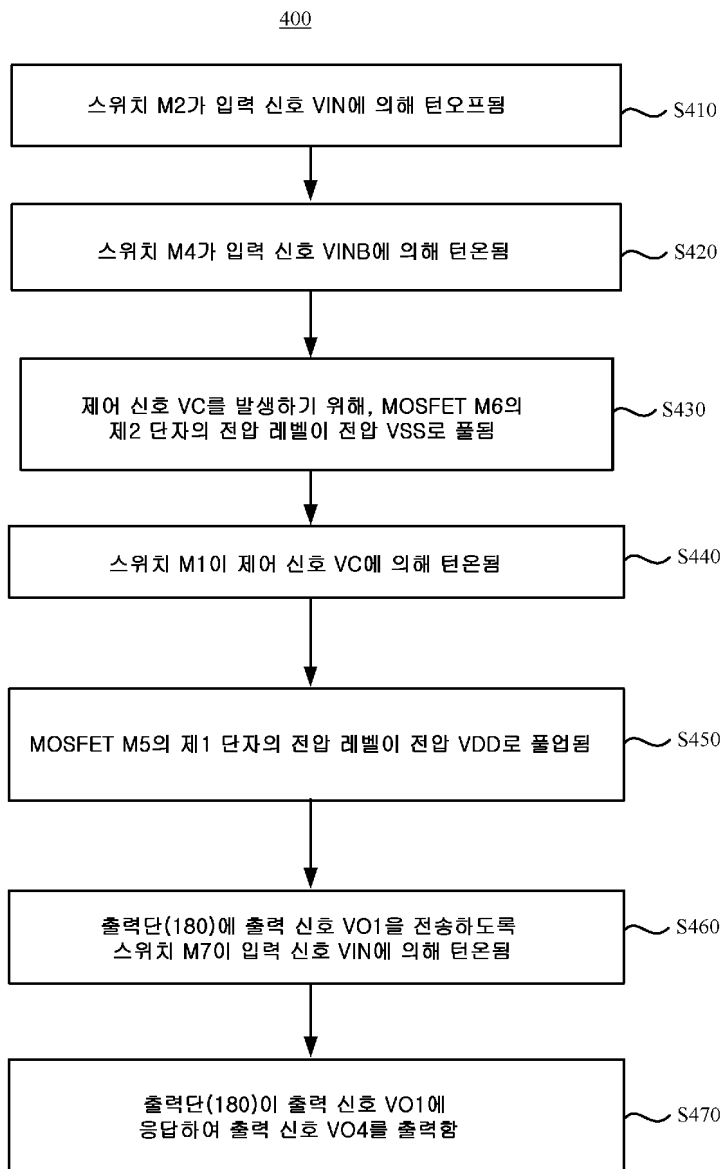 400
스위치 M2가 입력 신호 VIN에 의해 턴오프됨
S410
스위치 M4가 입력 신호 VINB에 의해 턴온됨
S420
제어 신호 VC를 발생하기 위해, MOSFET M6의
제2 단자의 전압 레벨이 전압 VSS로 풀됨
S430
스위치 M1이 제어 신호 VC에 의해 턴온됨
S440
MOSFET M5의 제1 단자의 전압 레벨이 전압 VDD로 풀업됨
S450
출력단(180)에 출력 신호 VO1을 전송하도록
스위치 M7이 입력 신호 VIN에 의해 턴온됨
S460
출력단(180)이 출력 신호 VO1에
응답하여 출력 신호 VO4를 출력함
S470